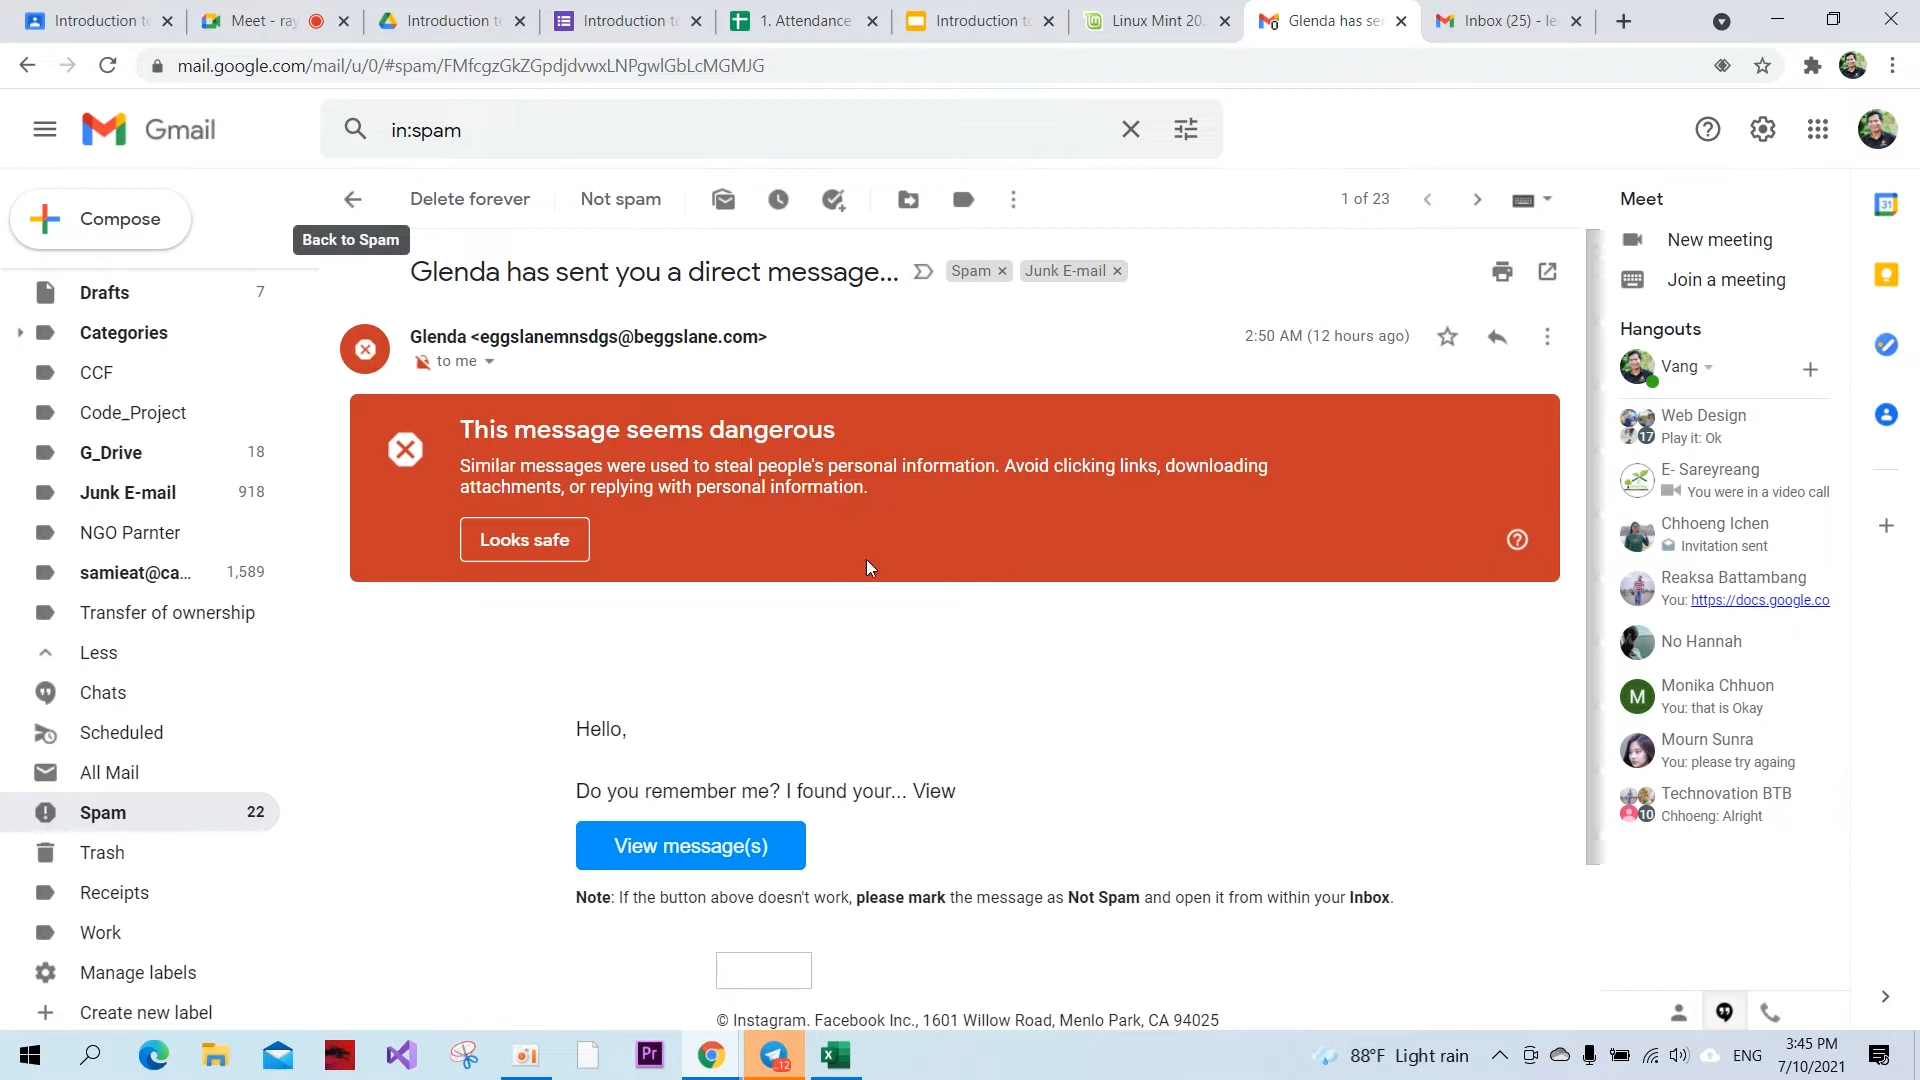 Introduction to
Meet - ray
Introduction to
Introduction to
1. Attendance
Introduction to
Linux Mint 20.
Glenda has ser
Inbox (25) - le
mail.google.com/mail/u/0/#spam/FMfcgzGkZGpdjdvwxLNPgwlGbLcMGMJG
Gmail
in:spam
Compose
Delete forever
Not spam
1 of 23
Back to Spam
Glenda has sent you a direct message...
Spam
Junk E-mail
Glenda <eggslanemnsdgs@beggslane.com>
2:50 AM (12 hours ago)
to me
This message seems dangerous
Similar messages were used to steal people's personal information. Avoid clicking links, downloading
attachments, or replying with personal information.
Looks safe
Hello,
Do you remember me? I found your... View
View message(s)
Note: If the button above doesn't work, please mark the message as Not Spam and open it from within your Inbox.
© Instagram. Facebook Inc., 1601 Willow Road, Menlo Park, CA 94025
Drafts 7
Categories
CCF
Code_Project
G_Drive 18
Junk E-mail 918
NGO Parnter
samieat@ca... 1,589
Transfer of ownership
Less
Chats
Scheduled
All Mail
Spam 22
Trash
Receipts
Work
Manage labels
Create new label
Meet
New meeting
Join a meeting
Hangouts
Vang
Web Design
17
Play it: Ok
E- Sareyreang
You were in a video call
Chhoeng Ichen
Invitation sent
Reaksa Battambang
You: https://docs.google.co
No Hannah
M
Monika Chhuon
You: that is Okay
Mourn Sunra
You: please try againg
Technovation BTB
10
Chhoeng: Alright
31
Pr
12
88°F Light rain
ENG
3:45 PM
7/10/2021